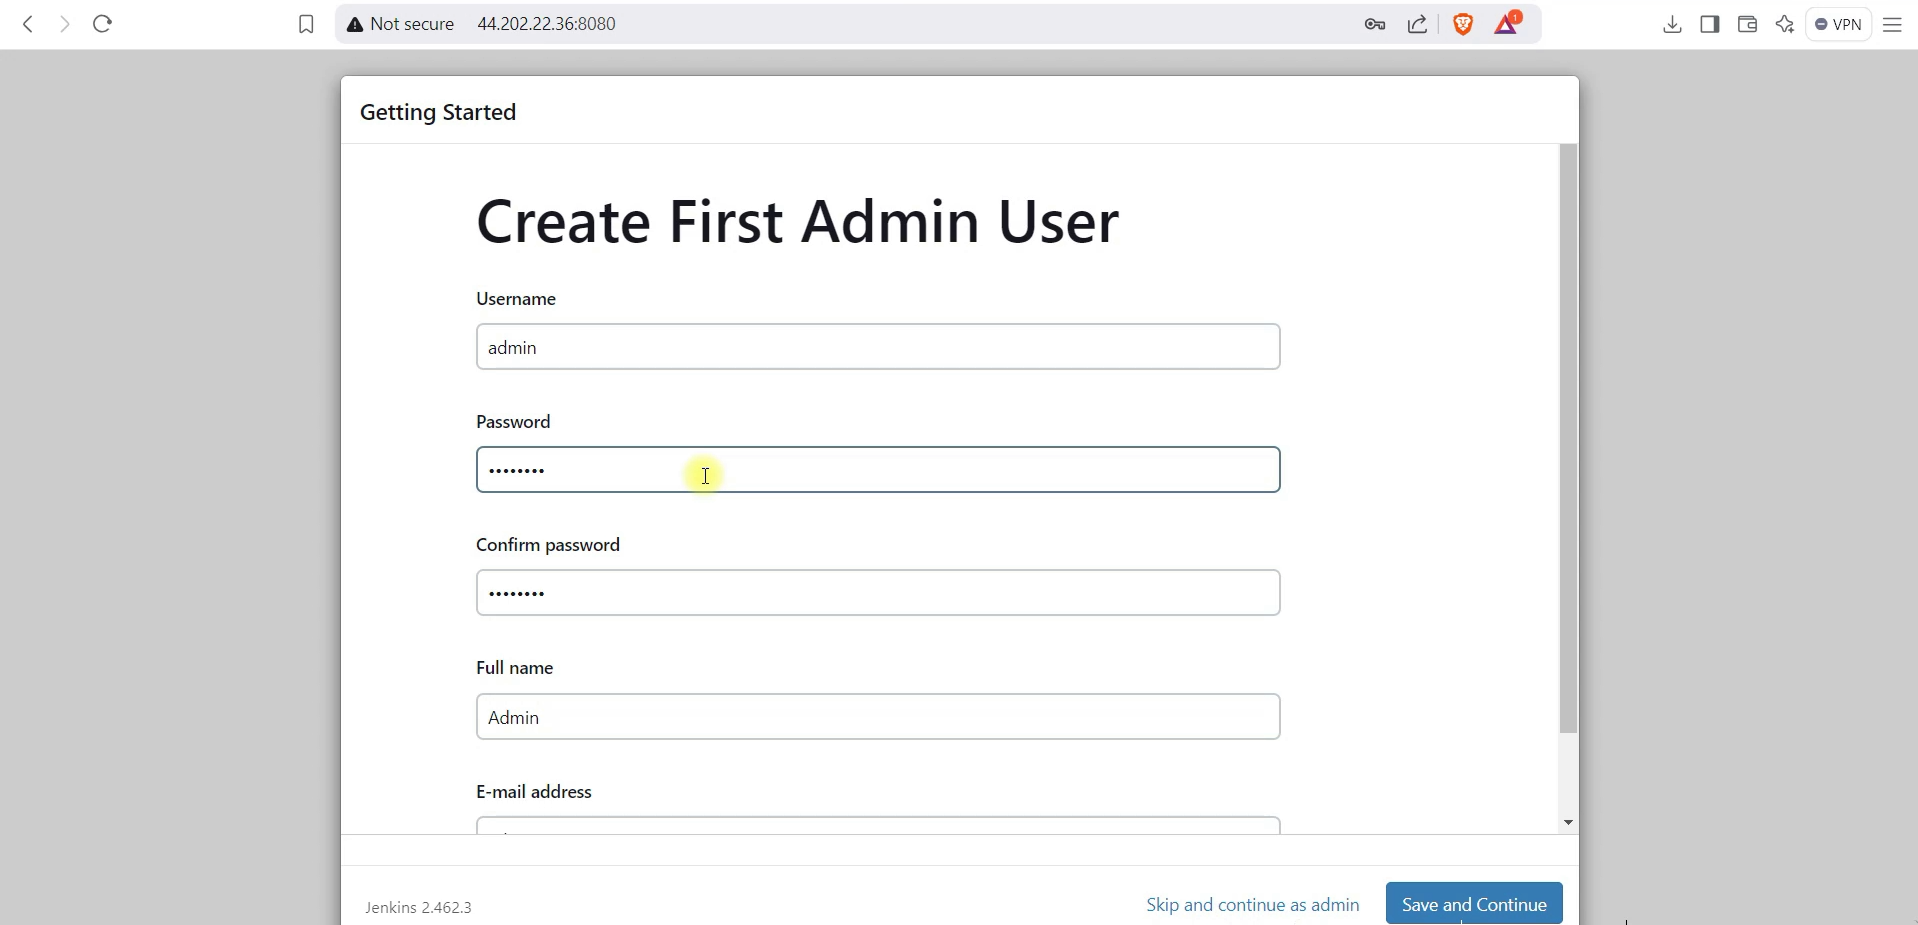 Not secure 44.202.22.36:8080
1
VPN
Getting Started
Create First Admin User
Username
admin
Password
••••••••
Confirm password
••••••••
Full name
Admin
E-mail address
Jenkins 2.462.3
Skip and continue as admin
Save and Continue